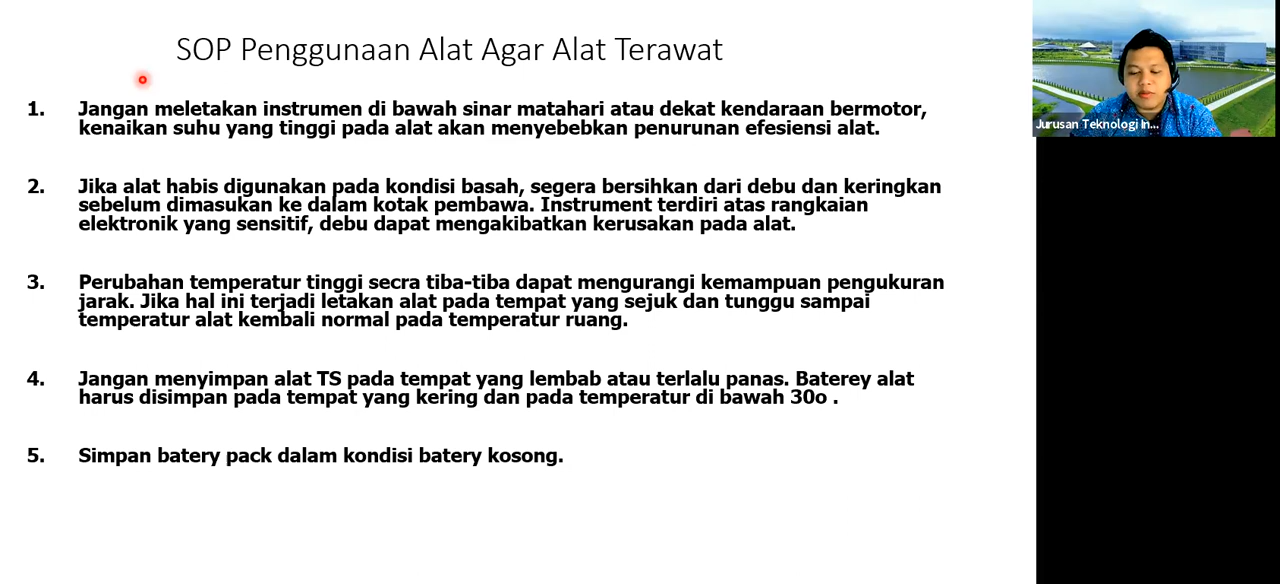 SOP Penggunaan Alat Agar Alat Terawat
1. Jangan meletakan instrumen di bawah sinar matahari atau dekat kendaraan bermotor,
kenaikan suhu yang tinggi pada alat akan menyebebkan penurunan efesiensi alat.
2. Jika alat habis digunakan pada kondisi basah, segera bersihkan dari debu dan keringkan
sebelum dimasukan ke dalam kotak pembawa. Instrument terdiri atas rangkaian
elektronik yang sensitif, debu dapat mengakibatkan kerusakan pada alat.
3. Perubahan temperatur tinggi secra tiba-tiba dapat mengurangi kemampuan pengukuran
jarak. Jika hal ini terjadi letakan alat pada tempat yang sejuk dan tunggu sampai
temperatur alat kembali normal pada temperatur ruang.
4. Jangan menyimpan alat TS pada tempat yang lembab atau terlalu panas. Baterey alat
harus disimpan pada tempat yang kering dan pada temperatur di bawah 30o .
5. Simpan batery pack dalam kondisi batery kosong.
Jurusan Teknologi In...